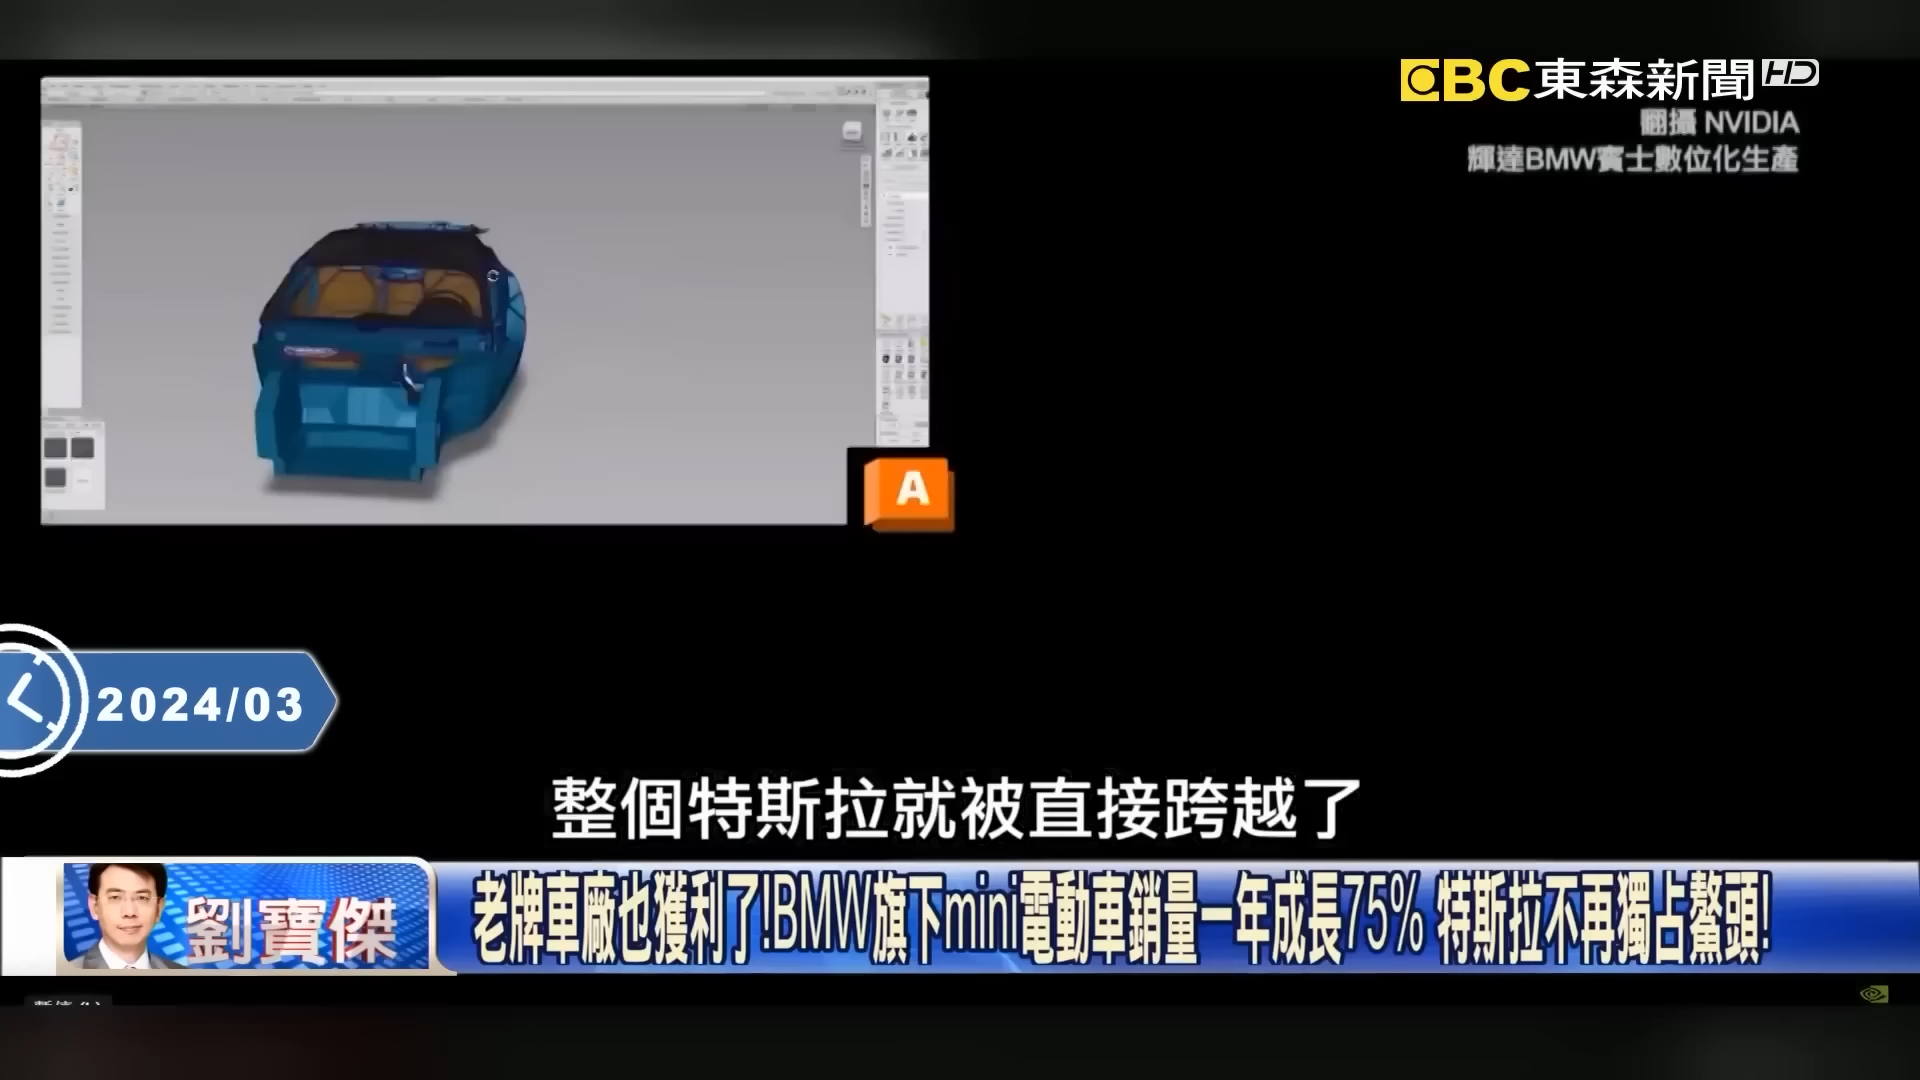 EBC東森新聞HD
翻攝 NVIDIA
輝達BMW賓士數位化生產
A
2024/03
整個特斯拉就被直接跨越了
劉寶傑
老牌車廠也獲利了!BMW旗下mini電動車銷量一年成長75% 特斯拉不再獨占鰲頭!